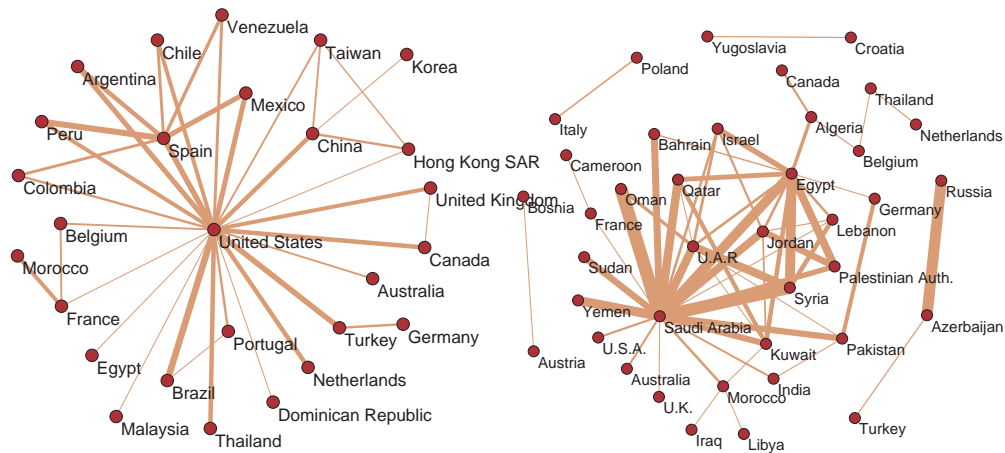 Venezuela
Chile
Taiwan
Korea
Argentina
Mexico
Peru
Spain
China
Hong Kong SAR
Colombia
United Kingdom
Belgium
United States
Canada
Morocco
Australia
France
Portugal
Turkey
Germany
Egypt
Netherlands
Brazil
Dominican Republic
Malaysia
Thailand
Yugoslavia
Croatia
Poland
Canada
Thailand
Italy
Bahrain
Israel
Algeria
Netherlands
Cameroon
Belgium
Qatar
Egypt
Oman
Russia
Bosnia
France
Germany
Lebanon
Jordan
U.A.R
Sudan
Palestinian Auth.
Syria
Yemen
Saudi Arabia
Azerbaijan
U.S.A.
Kuwait
Pakistan
Austria
Australia
India
Morocco
U.K.
Turkey
Iraq
Libya